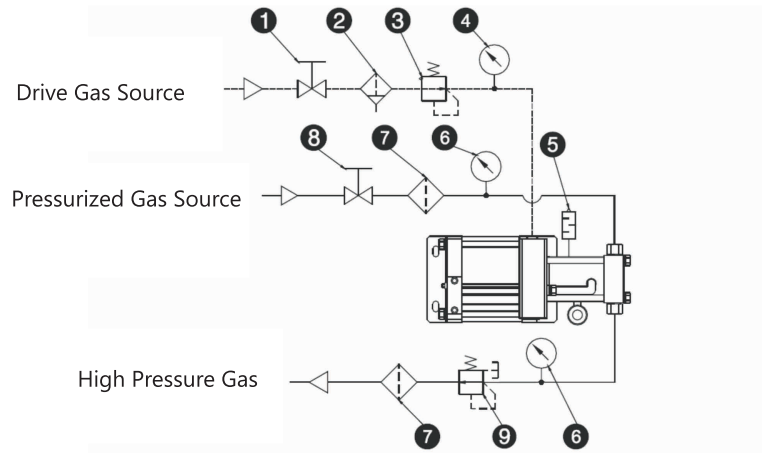 1 2 3 4
Drive Gas Source
8 7 6 5
Pressurized Gas Source
High Pressure Gas
7 9 6